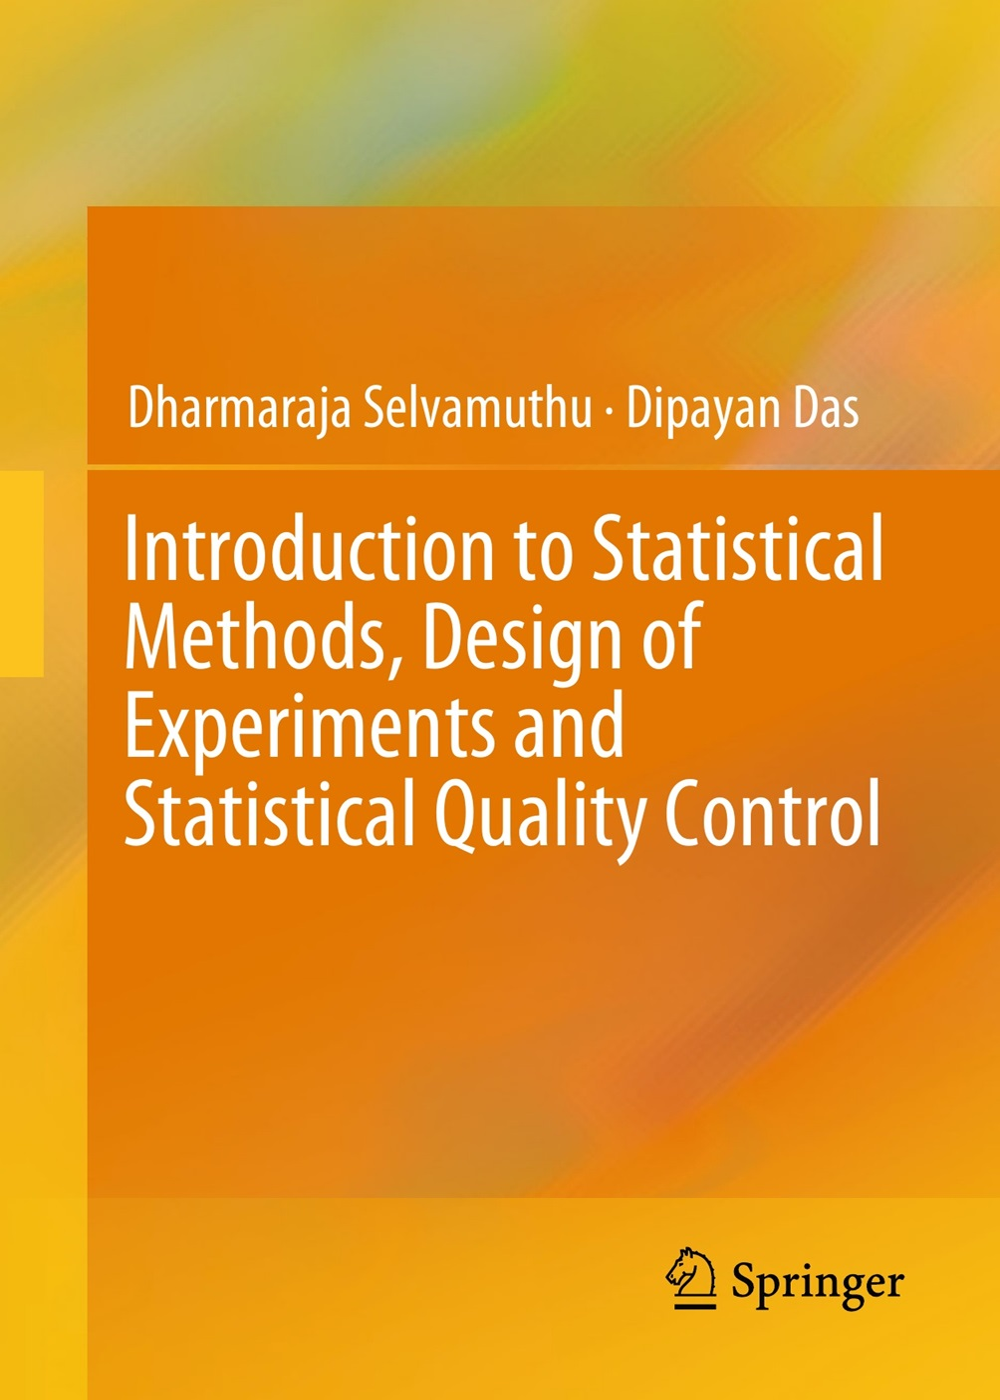 Dharmaraja Selvamuthu · Dipayan Das
Introduction to Statistical
Methods, Design of
Experiments and
Statistical Quality Control
Springer